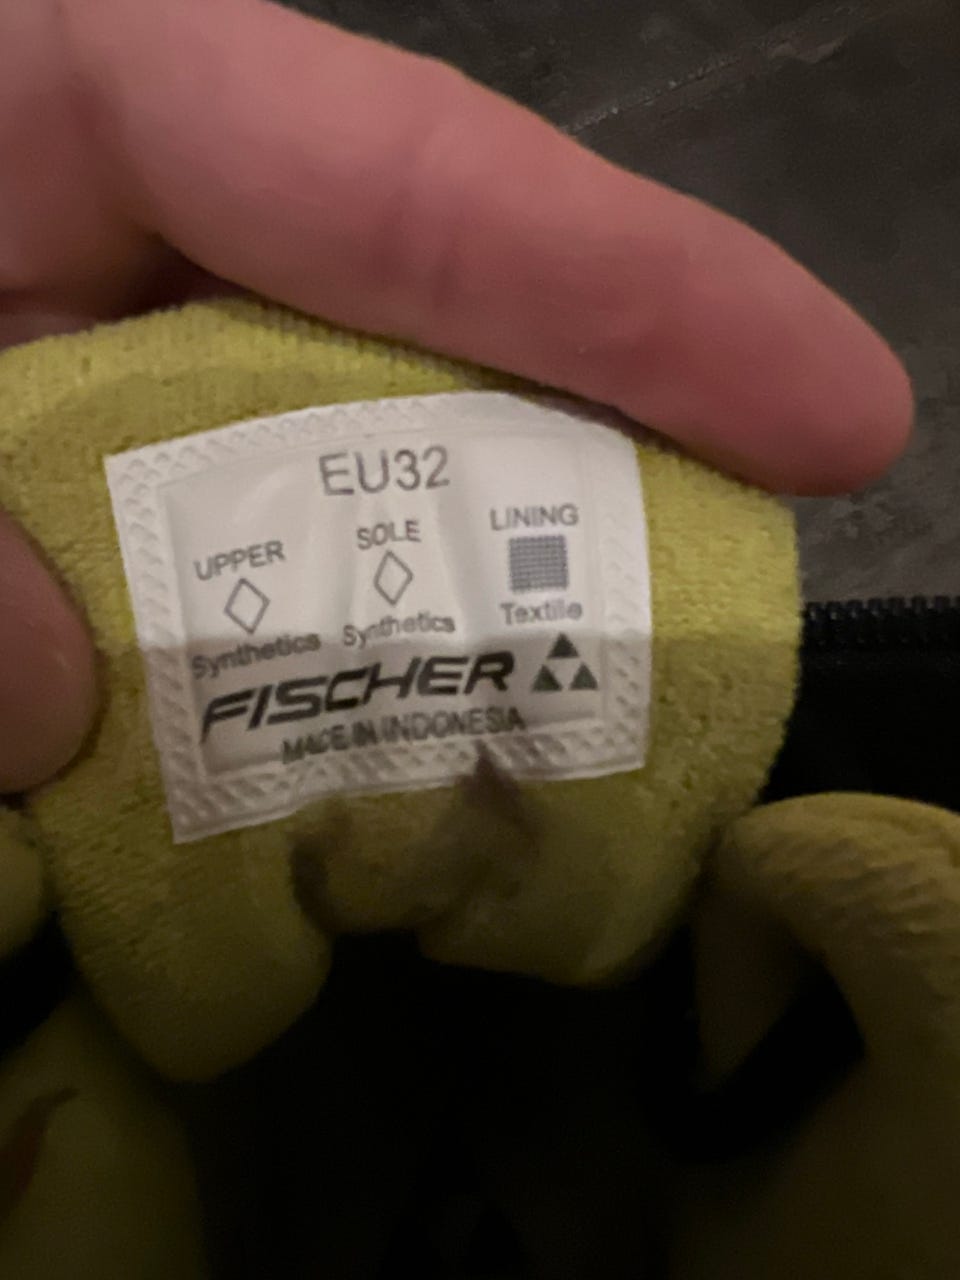 EU32
UPPER SOLE LINING
Synthetics Synthetics Textile
FISCHER
MADE IN INDONESIA